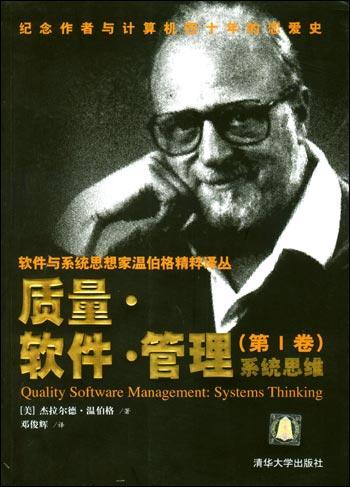 纪念作者与计算机四十年的恋爱史
软件与系统思想家温伯格精粹译丛
质量·
软件·管理(第Ⅰ卷)
系统思维
Quality Software Management: Systems Thinking
[美] 杰拉尔德·温伯格 著
邓俊辉 译
清华大学出版社